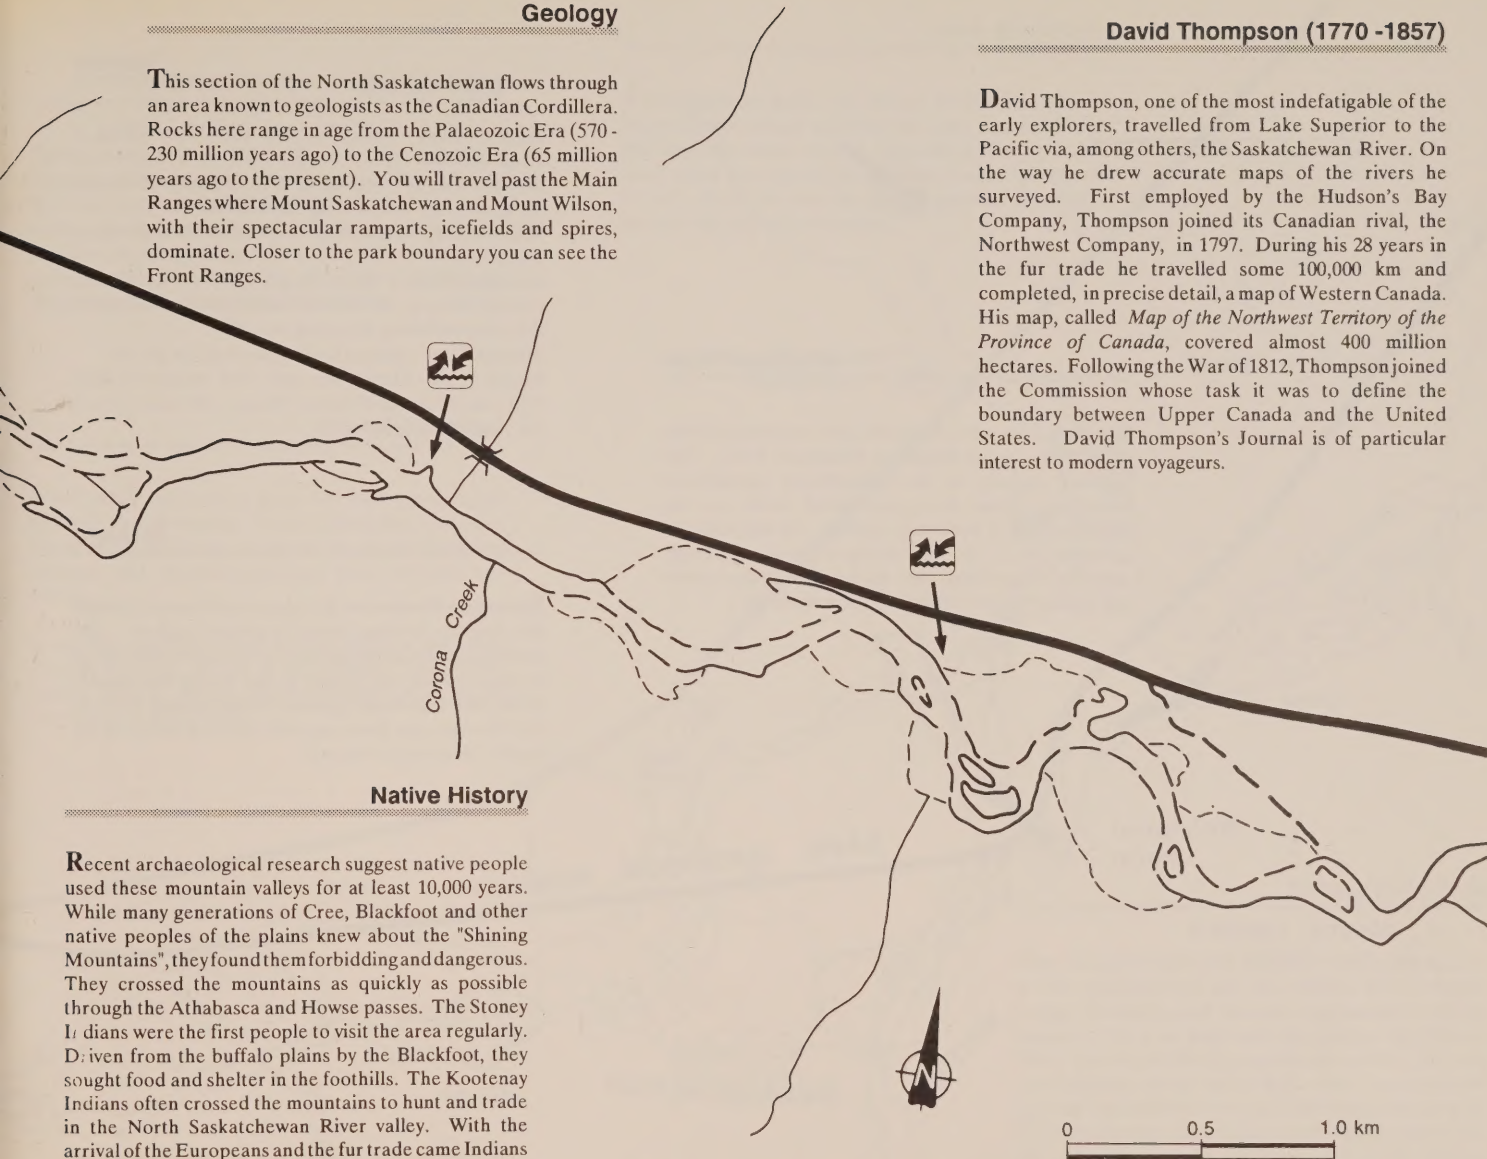 Geology
This section of the North Saskatchewan flows through
an area known to geologists as the Canadian Cordillera.
Rocks here range in age from the Palaeozoic Era (570 -
230 million years ago) to the Cenozoic Era (65 million
years ago to the present). You will travel past the Main
Ranges where Mount Saskatchewan and Mount Wilson,
with their spectacular ramparts, icefields and spires,
dominate. Closer to the park boundary you can see the
Front Ranges.
David Thompson (1770 -1857)
David Thompson, one of the most indefatigable of the
early explorers, travelled from Lake Superior to the
Pacific via, among others, the Saskatchewan River. On
the way he drew accurate maps of the rivers he
surveyed. First employed by the Hudson's Bay
Company, Thompson joined its Canadian rival, the
Northwest Company, in 1797. During his 28 years in
the fur trade he travelled some 100,000 km and
completed, in precise detail, a map of Western Canada.
His map, called Map of the Northwest Territory of the
Province of Canada, covered almost 400 million
hectares. Following the War of 1812, Thompson joined
the Commission whose task it was to define the
boundary between Upper Canada and the United
States. David Thompson's Journal is of particular
interest to modern voyageurs.
Corona Creek
Native History
Recent archaeological research suggest native people
used these mountain valleys for at least 10,000 years.
While many generations of Cree, Blackfoot and other
native peoples of the plains knew about the "Shining
Mountains", they found them forbidding and dangerous.
They crossed the mountains as quickly as possible
through the Athabasca and Howse passes. The Stoney
Indians were the first people to visit the area regularly.
Driven from the buffalo plains by the Blackfoot, they
sought food and shelter in the foothills. The Kootenay
Indians often crossed the mountains to hunt and trade
in the North Saskatchewan River valley. With the
arrival of the Europeans and the fur trade came Indians
N
0 0.5 1.0 km